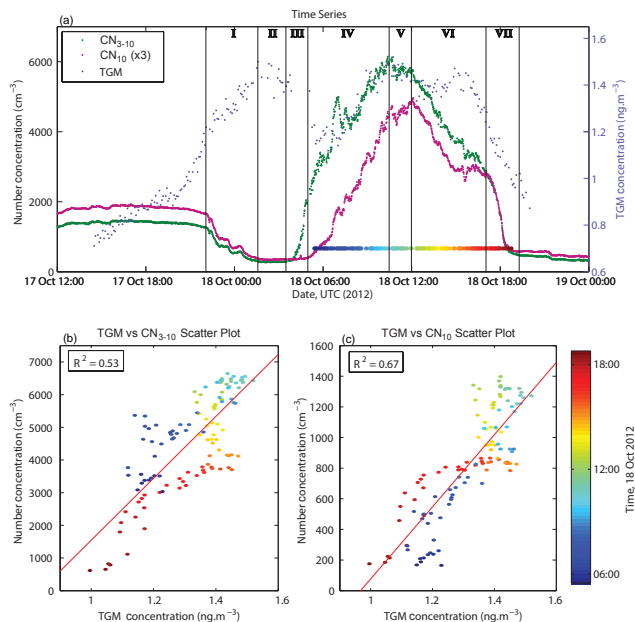 Time Series
(a)
I II III IV V VI VII
CN3-10
CN10 (x3)
TGM
Number concentration (cm−3)
6000
4000
2000
0
1.6
1.4
1.2
1
0.8
0.6
TGM concentration (ng.m−3)
17 Oct 12:00 17 Oct 18:00 18 Oct 00:00 18 Oct 06:00 18 Oct 12:00 18 Oct 18:00 19 Oct 00:00
Date, UTC (2012)
(b) TGM vs CN3-10 Scatter Plot
R2 = 0.53
Number concentration (cm−3)
7000
6000
5000
4000
3000
2000
1000
0
1 1.2 1.4 1.6
TGM concentration (ng.m−3)
(c) TGM vs CN10 Scatter Plot
R2 = 0.67
Number concentration (cm−3)
1400
1200
1000
800
600
400
200
0
1 1.2 1.4 1.6
TGM concentration (ng.m−3)
18:00
12:00
06:00
Time, 18 Oct 2012